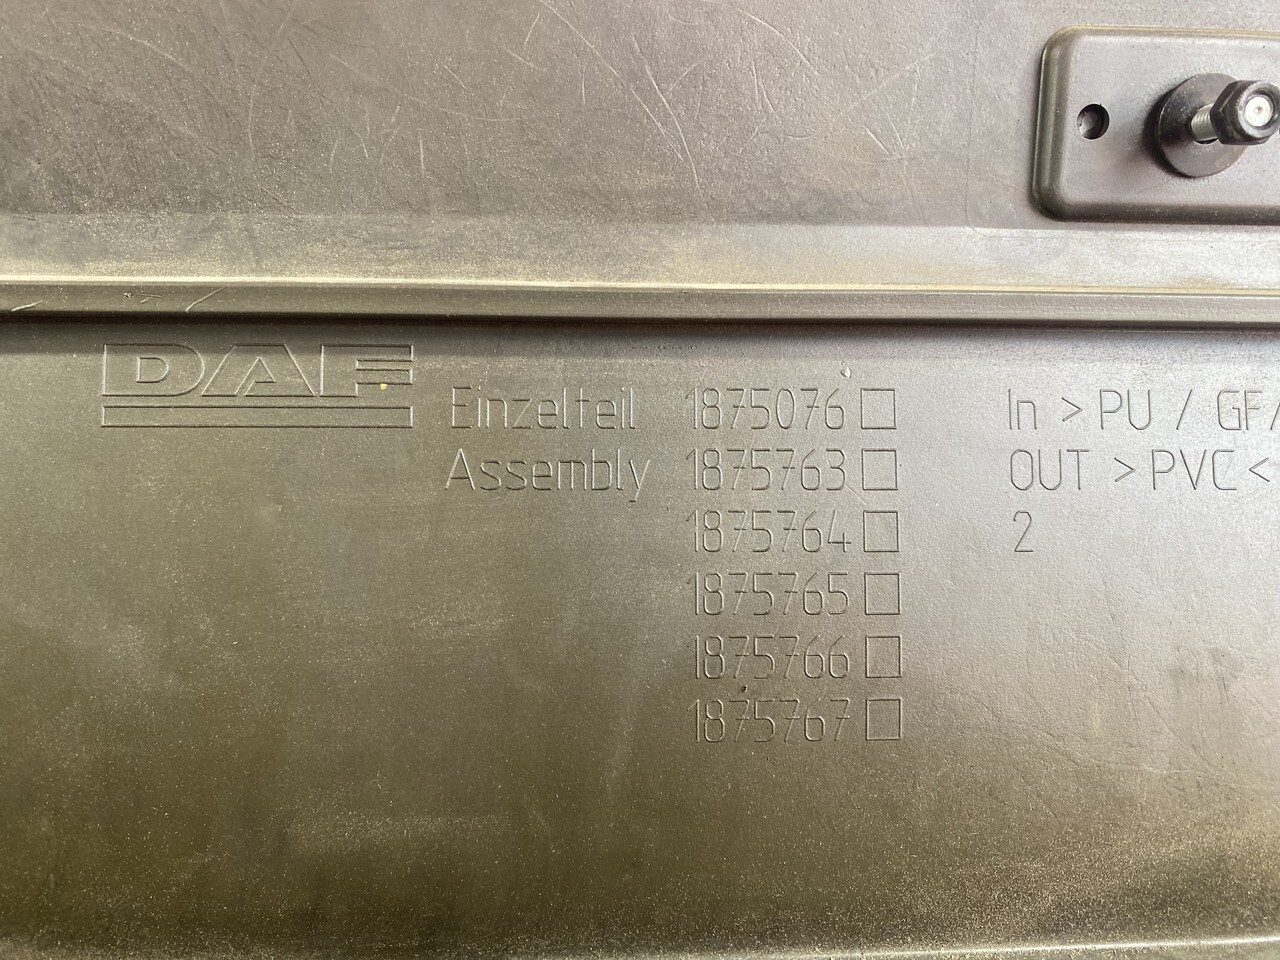 DAF
Einzelteil 1875076 In > PU / GF/
Assembly 1875763 OUT > PVC <
1875764 2
1875765
1875766
1875767